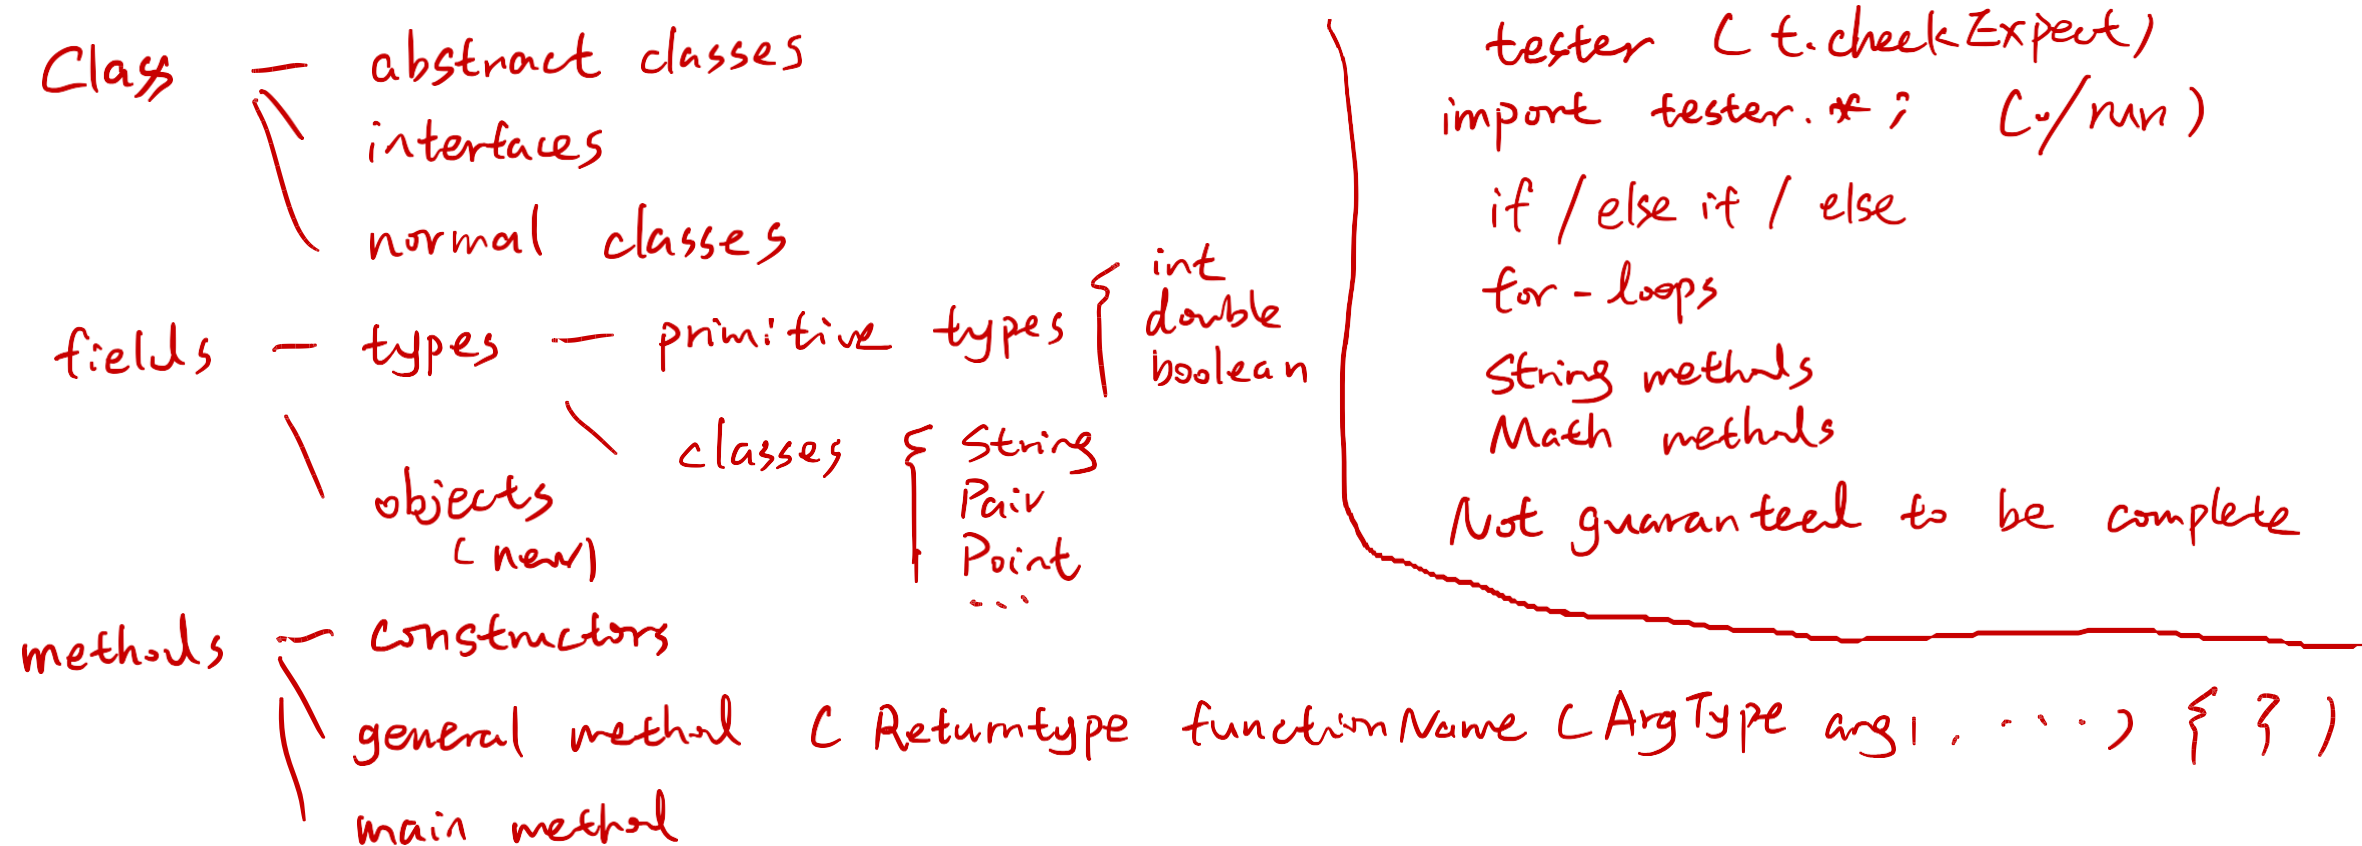 Class — abstract classes
interfaces
normal classes
fields — types — primitive types { int
double
boolean
classes { String
Pair
Point
...
objects
(new)
methods — constructors
general method ( Returntype functionName ( ArgType arg1, ....) { } )
main method
tester ( t.checkExpect)
import tester.*; (./run)
if / else if / else
for-loops
String methods
Math methods
Not guaranteed to be complete